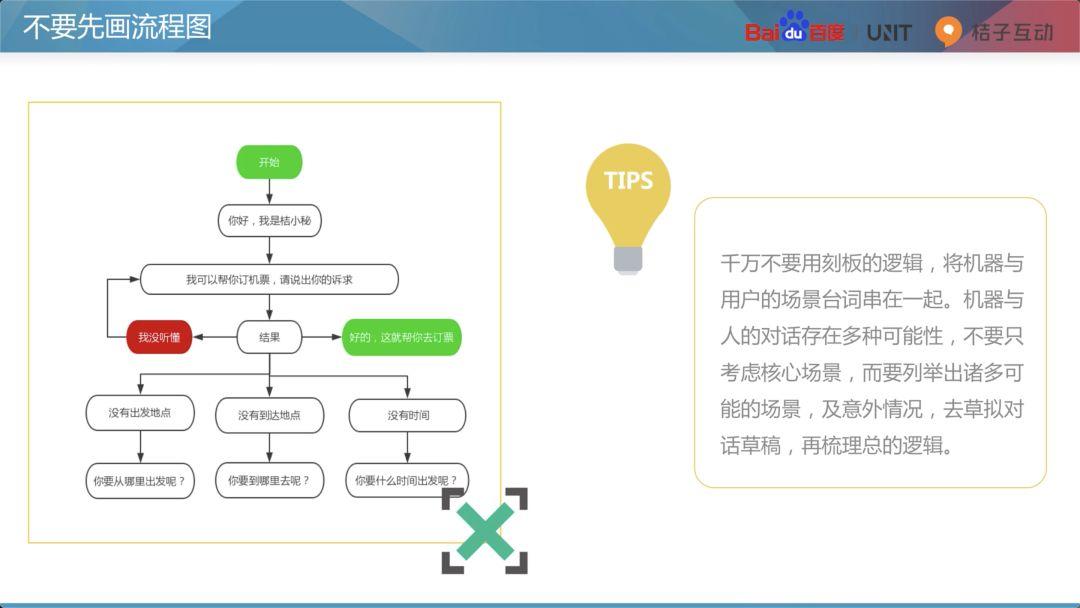 不要先画流程图
Bai du 百度 UNIT 桔子互动
开始
你好，我是桔小秘
我可以帮你订机票，请说出你的诉求
我没听懂
结果
好的，这就帮你去订票
没有出发地点
没有到达地点
没有时间
你要从哪里出发呢？
你要到哪里去呢？
你要什么时间出发呢？
TIPS
千万不要用刻板的逻辑，将机器与
用户的场景台词串在一起。机器与
人的对话存在多种可能性，不要只
考虑核心场景，而要列举出诸多可
能的场景，及意外情况，去草拟对
话草稿，再梳理总的逻辑。